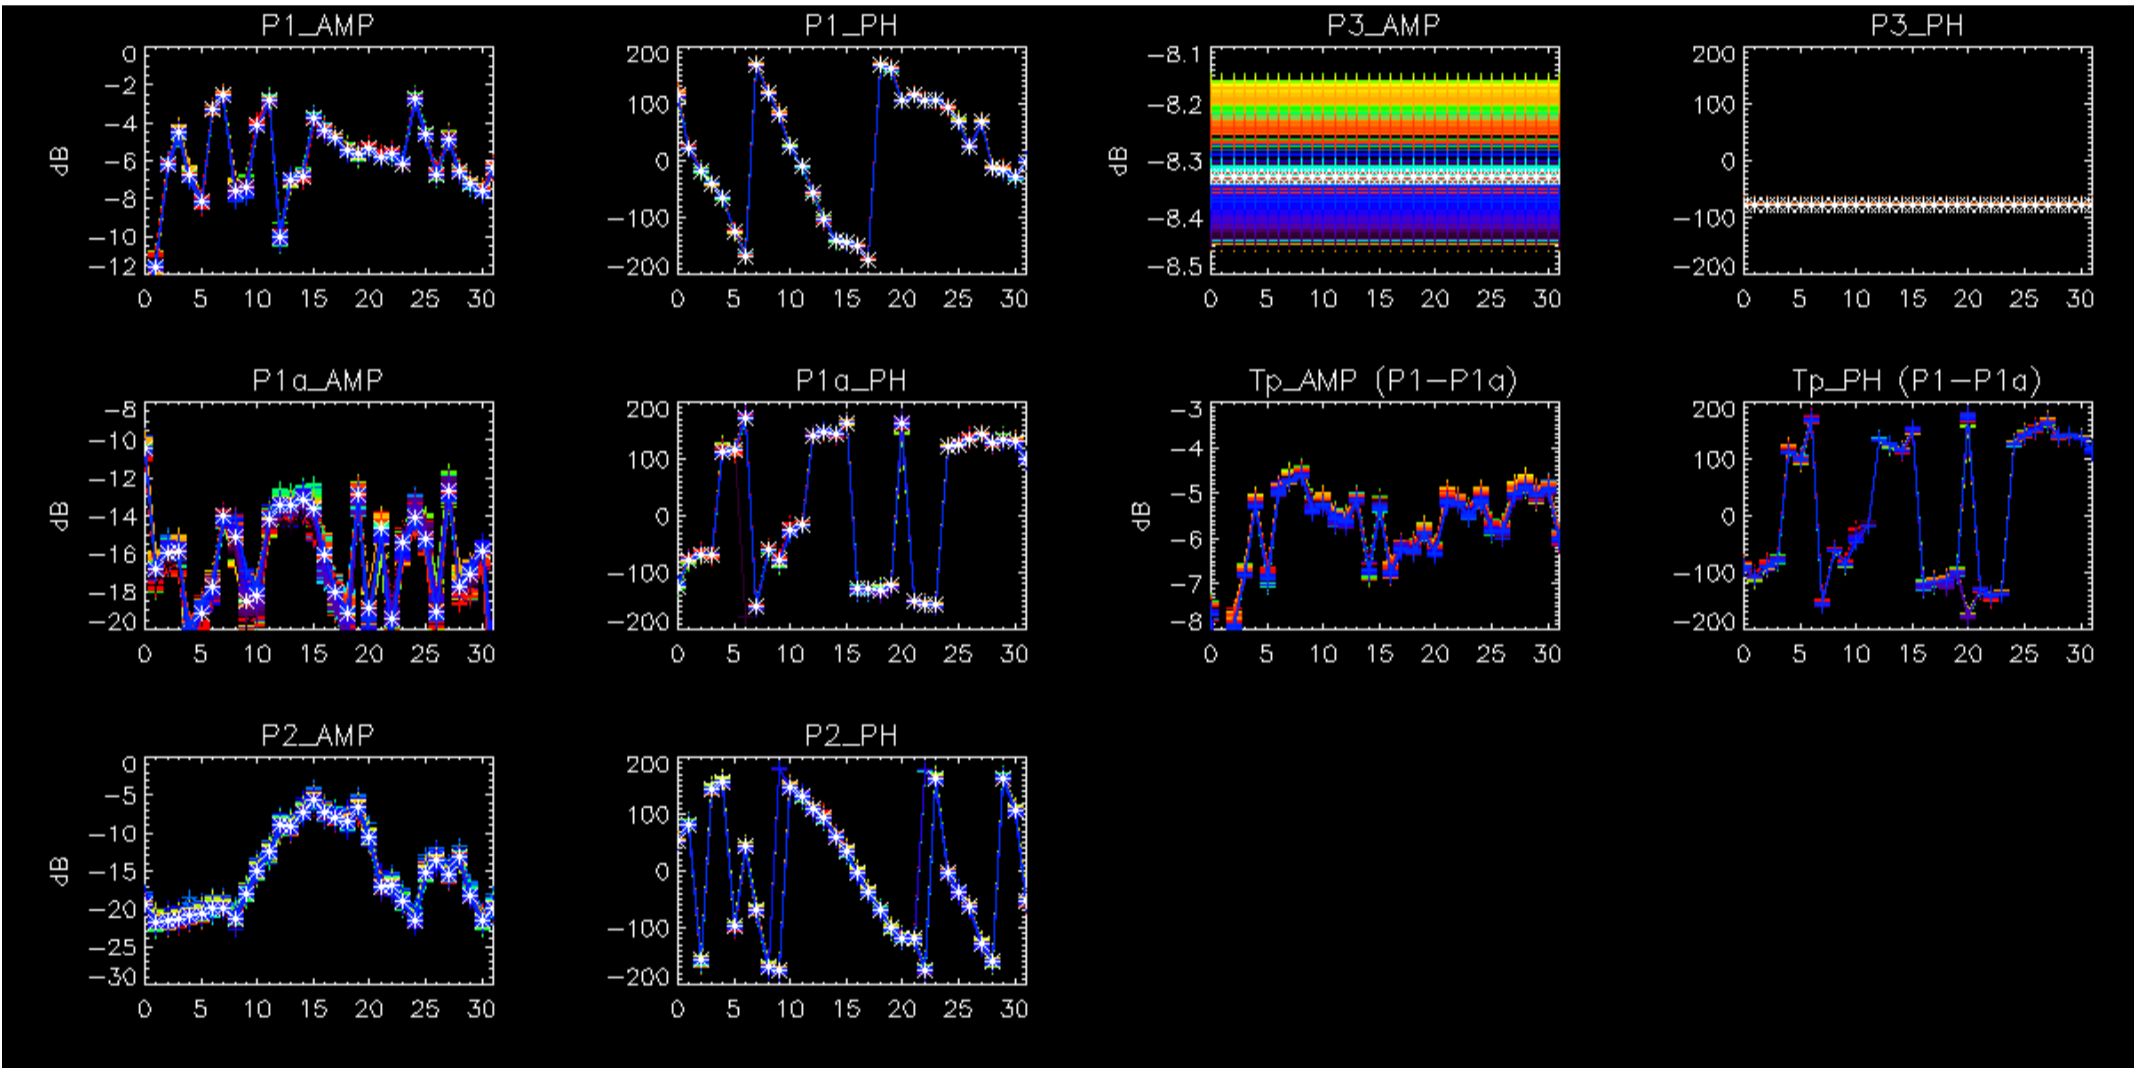 P1_AMP
P1_PH
P3_AMP
P3_PH
0
-2
-4
-6
-8
-10
-12
dB
0 5 10 15 20 25 30
200
100
0
-100
-200
0 5 10 15 20 25 30
-8.1
-8.2
-8.3
-8.4
-8.5
dB
0 5 10 15 20 25 30
200
100
0
-100
-200
0 5 10 15 20 25 30
P1a_AMP
P1a_PH
Tp_AMP (P1-P1a)
Tp_PH (P1-P1a)
-8
-10
-12
-14
-16
-18
-20
dB
0 5 10 15 20 25 30
200
100
0
-100
-200
0 5 10 15 20 25 30
-3
-4
-5
-6
-7
-8
dB
0 5 10 15 20 25 30
200
100
0
-100
-200
0 5 10 15 20 25 30
P2_AMP
P2_PH
0
-5
-10
-15
-20
-25
-30
dB
0 5 10 15 20 25 30
200
100
0
-100
-200
0 5 10 15 20 25 30